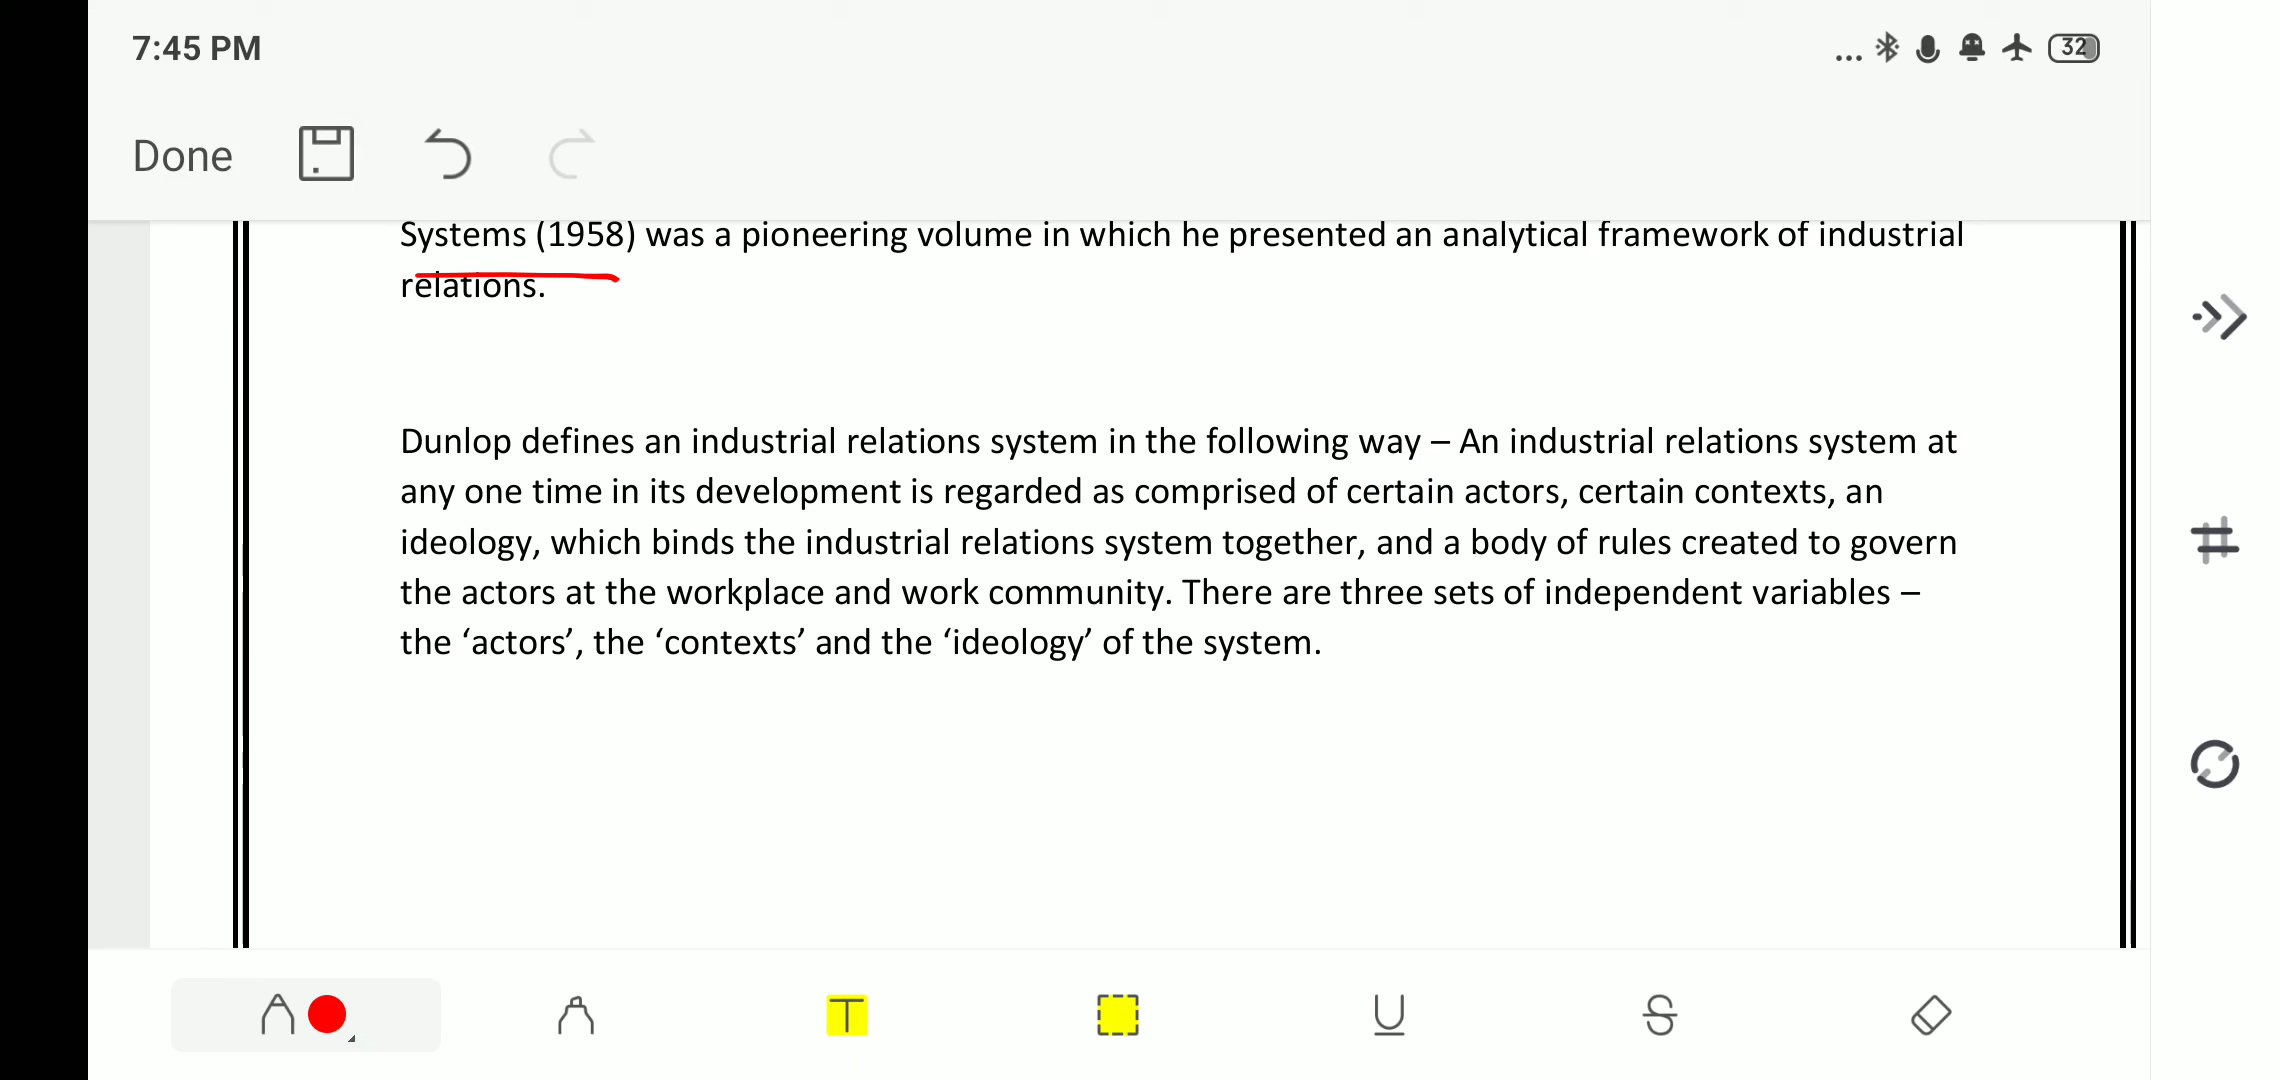 7:45 PM
... 32
Done
Systems (1958) was a pioneering volume in which he presented an analytical framework of industrial
relations.
Dunlop defines an industrial relations system in the following way – An industrial relations system at
any one time in its development is regarded as comprised of certain actors, certain contexts, an
ideology, which binds the industrial relations system together, and a body of rules created to govern
the actors at the workplace and work community. There are three sets of independent variables –
the ‘actors’, the ‘contexts’ and the ‘ideology’ of the system.
T U S